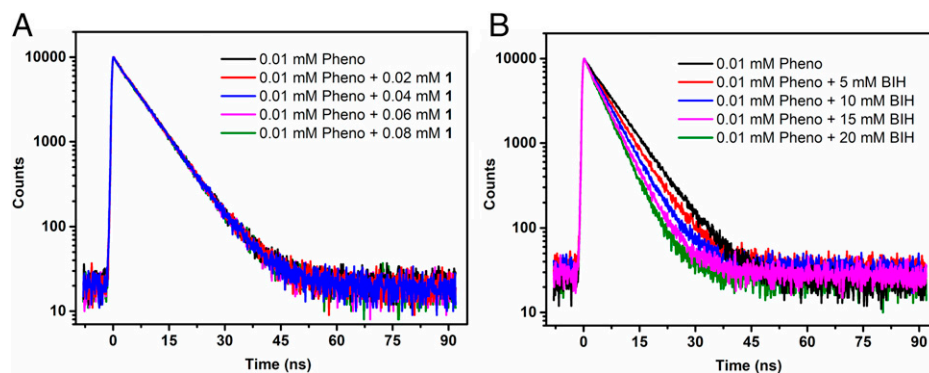 A
10000
1000
100
10
Counts
0.01 mM Pheno
0.01 mM Pheno + 0.02 mM 1
0.01 mM Pheno + 0.04 mM 1
0.01 mM Pheno + 0.06 mM 1
0.01 mM Pheno + 0.08 mM 1
0 15 30 45 60 75 90
Time (ns)
B
10000
1000
100
10
Counts
0.01 mM Pheno
0.01 mM Pheno + 5 mM BIH
0.01 mM Pheno + 10 mM BIH
0.01 mM Pheno + 15 mM BIH
0.01 mM Pheno + 20 mM BIH
0 15 30 45 60 75 90
Time (ns)